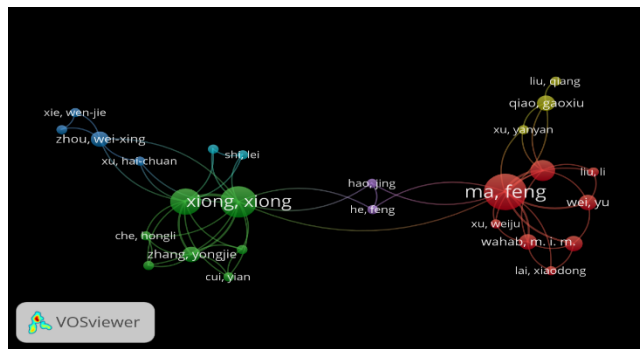 liu, qiang
qiao, gaoxiu
xie, wen-jie
zhou, wei-xing
xu, yanyan
shi, lei
xu, hai-chuan
liu, li
hao, jing
ma, feng
xiong, xiong
wei, yu
he, feng
xu, weiju
che, hongli
wahab, m. i. m.
zhang, yongjie
lai, xiaodong
cui, yian
VOSviewer